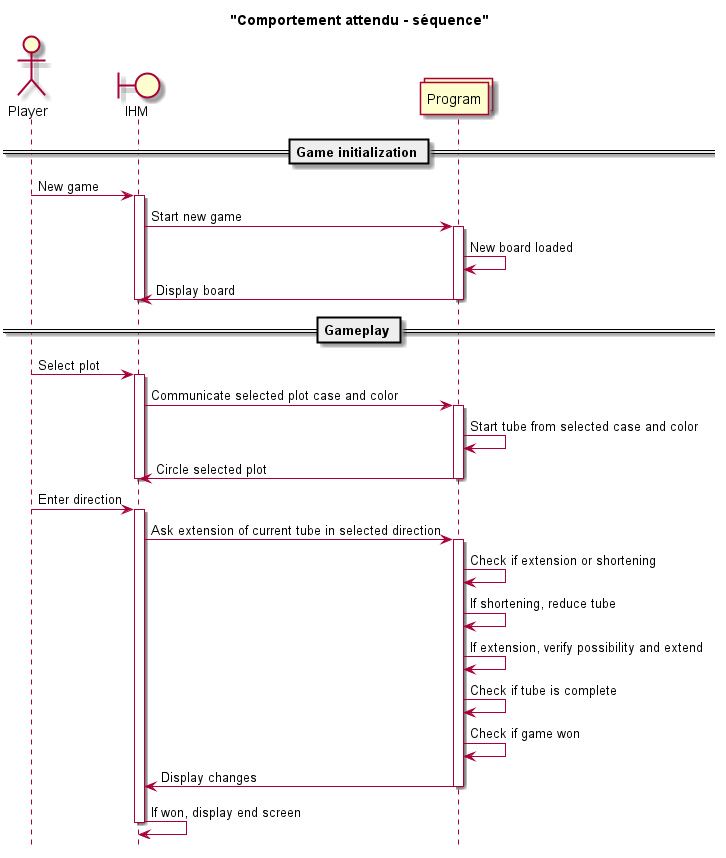 "Comportement attendu - séquence"
Player
IHM
Program
Game initialization
New game
Start new game
New board loaded
Display board
Gameplay
Select plot
Communicate selected plot case and color
Start tube from selected case and color
Circle selected plot
Enter direction
Ask extension of current tube in selected direction
Check if extension or shortening
If shortening, reduce tube
If extension, verify possibility and extend
Check if tube is complete
Check if game won
Display changes
If won, display end screen